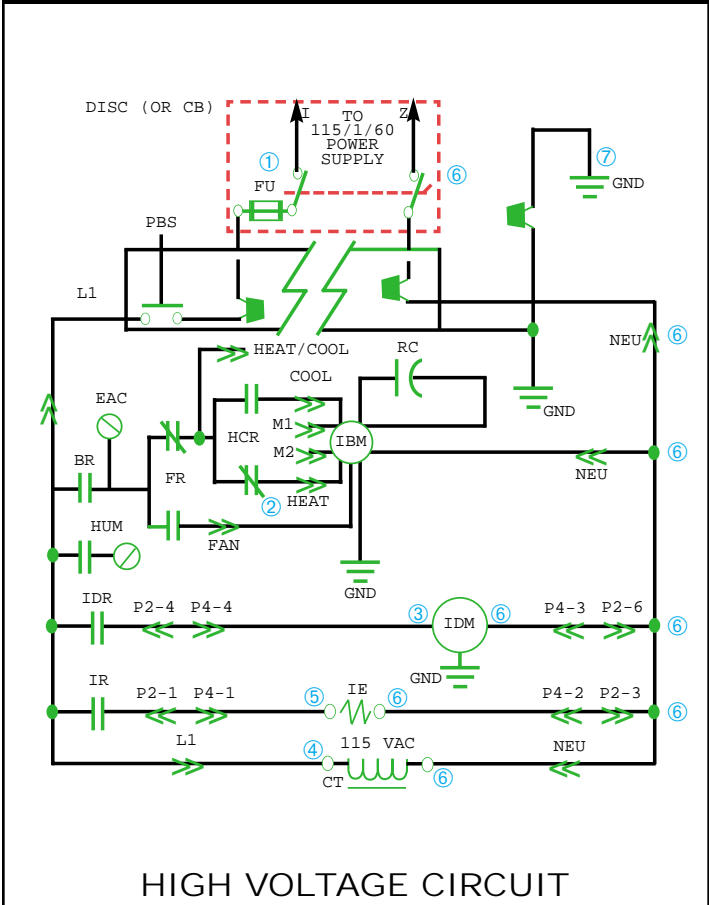 DISC (OR CB)
I
TO
Z
115/1/60
POWER
SUPPLY
①
FU
⑥
⑦
GND
PBS
L1
HEAT/COOL
NEU
⑥
RC
COOL
EAC
GND
M1
HCR
IBM
M2
⑥
BR
FR
NEU
HEAT
②
HUM
FAN
GND
IDR
P2-4
P4-4
③
IDM
⑥
P4-3
P2-6
⑥
GND
IR
P2-1
P4-1
⑤
IE
⑥
P4-2
P2-3
⑥
L1
④
115 VAC
NEU
CT
⑥
HIGH VOLTAGE CIRCUIT